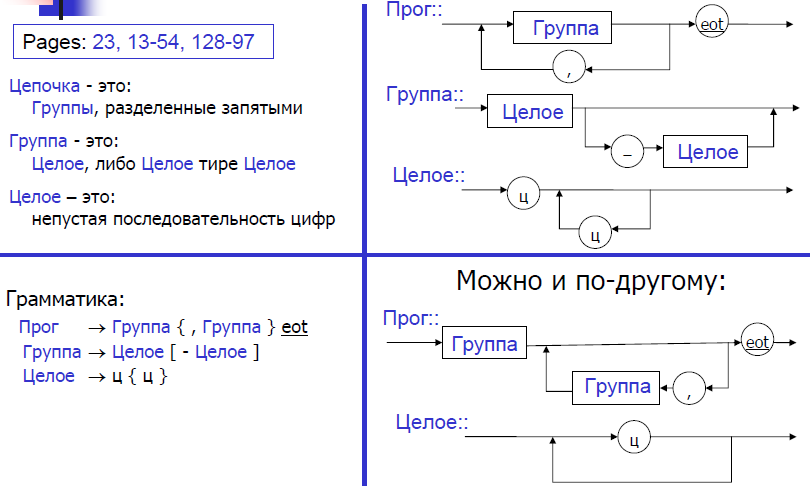 Pages: 23, 13-54, 128-97
Цепочка - это:
Группы, разделенные запятыми
Группа - это:
Целое, либо Целое тире Целое
Целое – это:
непустая последовательность цифр
Прог::
Группа
eot
,
Группа::
Целое
–
Целое
Целое::
ц
ц
Грамматика:
Прог → Группа { , Группа } eot
Группа → Целое [ - Целое ]
Целое → ц { ц }
Можно и по-другому:
Прог::
Группа
eot
Группа
,
Целое::
ц